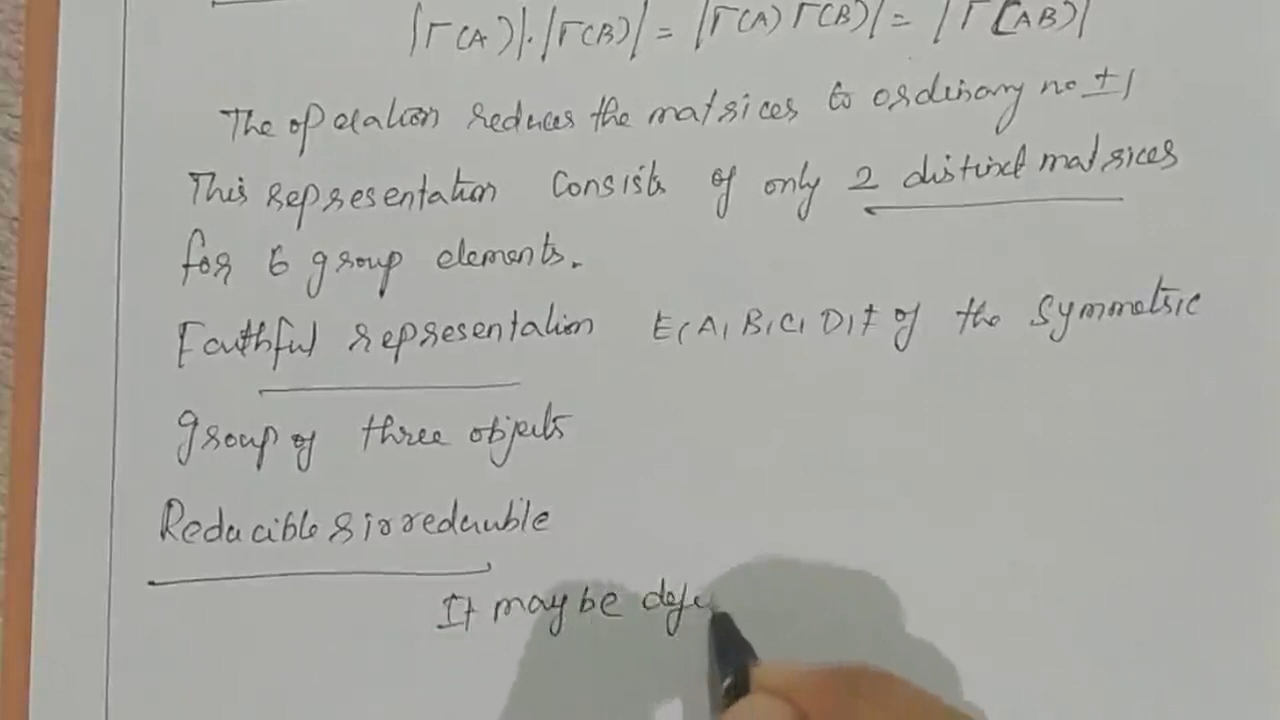 |Γ(A)|.|Γ(B)| = |Γ(A) Γ(B)| = |Γ(AB)|
The operation reduces the matrices to ordinary no ±1
This representation consists of only 2 distinct matrices
for 6 group elements.
Faithful representation E,A,B,C,D,F of the symmetric
group of three objects
Reducible & irreducible
It may be defi